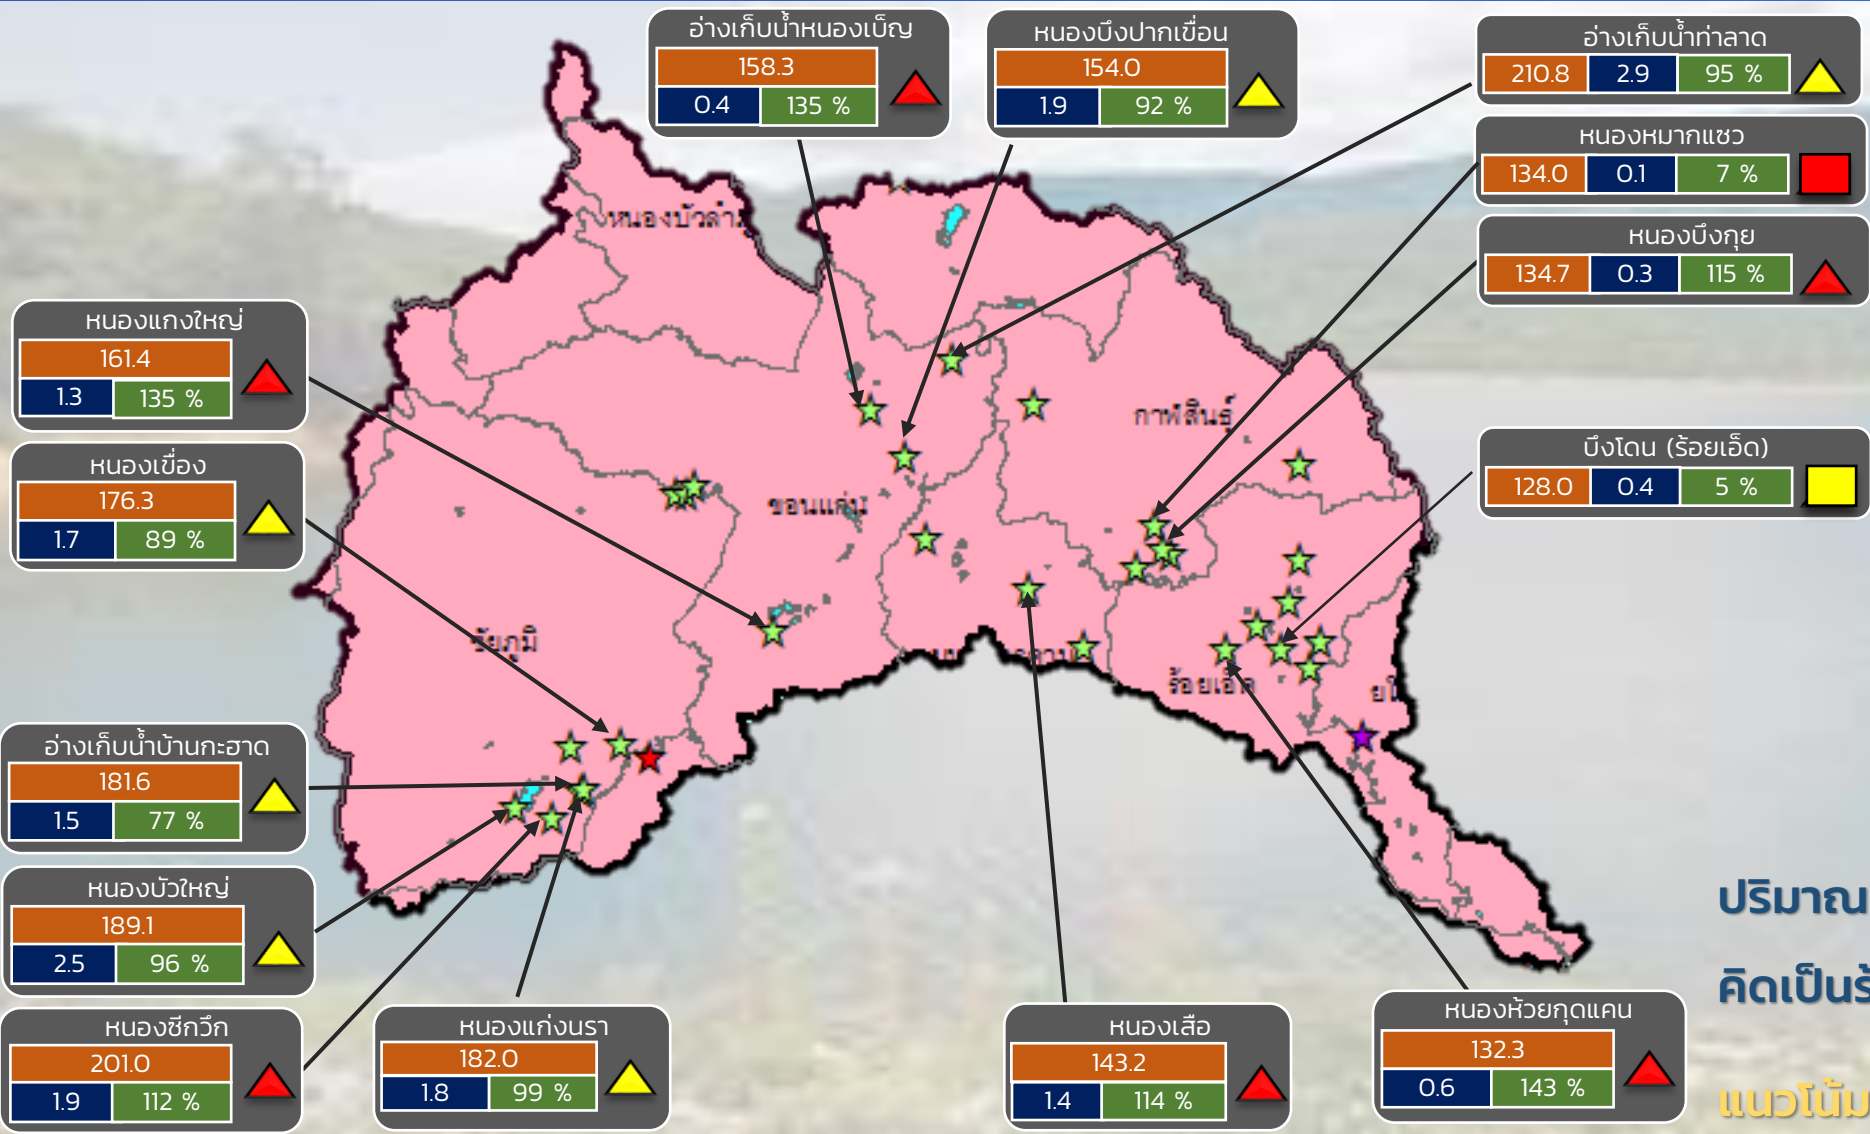 อ่างเก็บน้ำหนองเบ็ญ
158.3
0.4 135 %
หนองบึงปากเขื่อน
154.0
1.9 92 %
อ่างเก็บน้ำท่าลาด
210.8 2.9 95 %
หนองหมากแซว
134.0 0.1 7 %
หนองบึงกุย
134.7 0.3 115 %
หนองแกงใหญ่
161.4
1.3 135 %
หนองเขื่อง
176.3
1.7 89 %
บึงโดน (ร้อยเอ็ด)
128.0 0.4 5 %
หนองบัวลำภู
กาฬสินธุ์
ขอนแก่น
ชัยภูมิ
ร้อยเอ็ด
อ่างเก็บน้ำบ้านกะฮาด
181.6
1.5 77 %
หนองบัวใหญ่
189.1
2.5 96 %
หนองซีกวึก
201.0
1.9 112 %
หนองแก่งนรา
182.0
1.8 99 %
หนองเสือ
143.2
1.4 114 %
หนองห้วยกุดแคน
132.3
0.6 143 %
ปริมาณ
คิดเป็นร้
แนวโน้ม